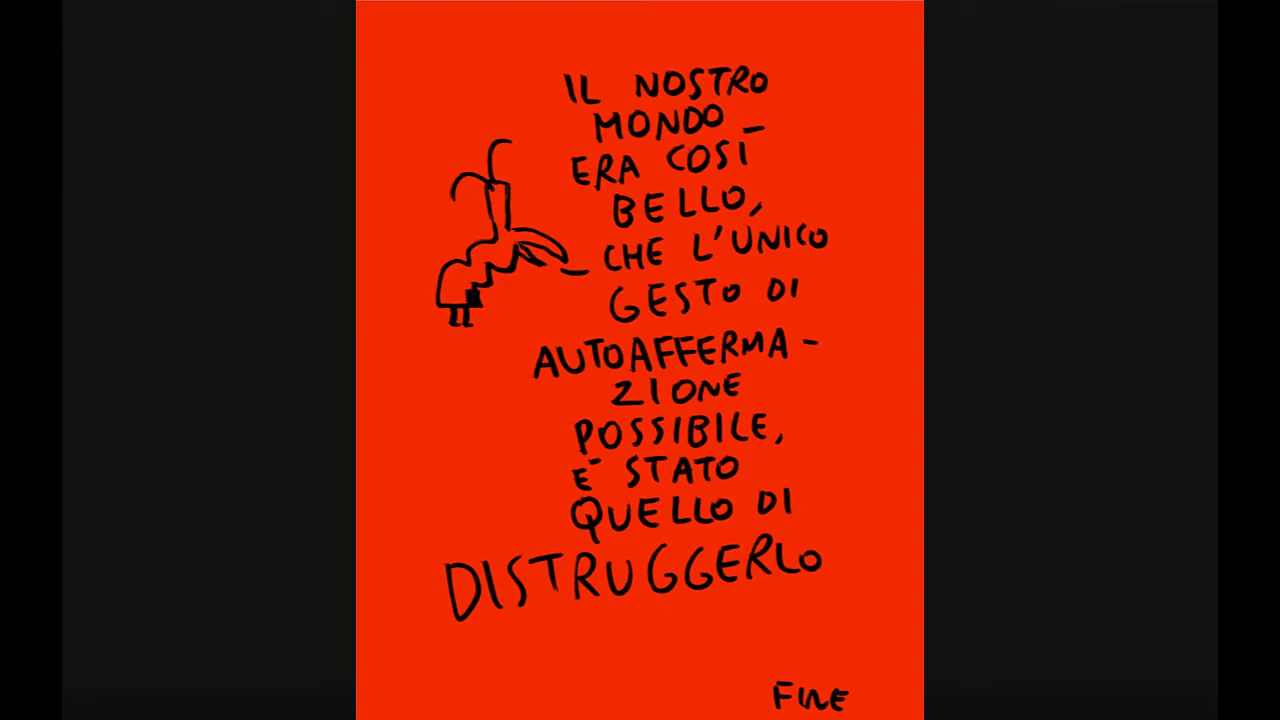 IL NOSTRO
MONDO
ERA COSÌ
BELLO,
CHE L'UNICO
GESTO DI
AUTOAFFERMA-
ZIONE
POSSIBILE,
È STATO
QUELLO DI
DISTRUGGERLO
FINE